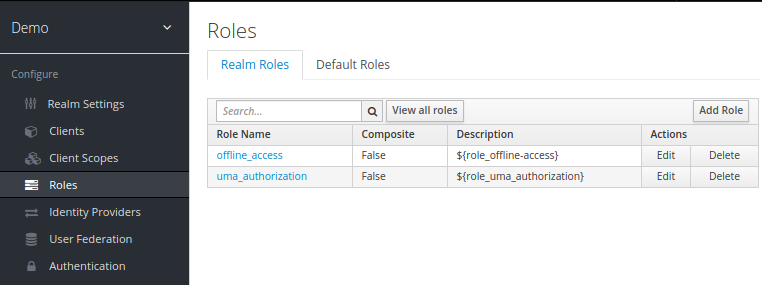 Demo
Configure
Realm Settings
Clients
Client Scopes
Roles
Identity Providers
User Federation
Authentication
Roles
Realm Roles Default Roles
Search... View all roles Add Role
Role Name Composite Description Actions
offline_access False ${role_offline-access} Edit Delete
uma_authorization False ${role_uma_authorization} Edit Delete